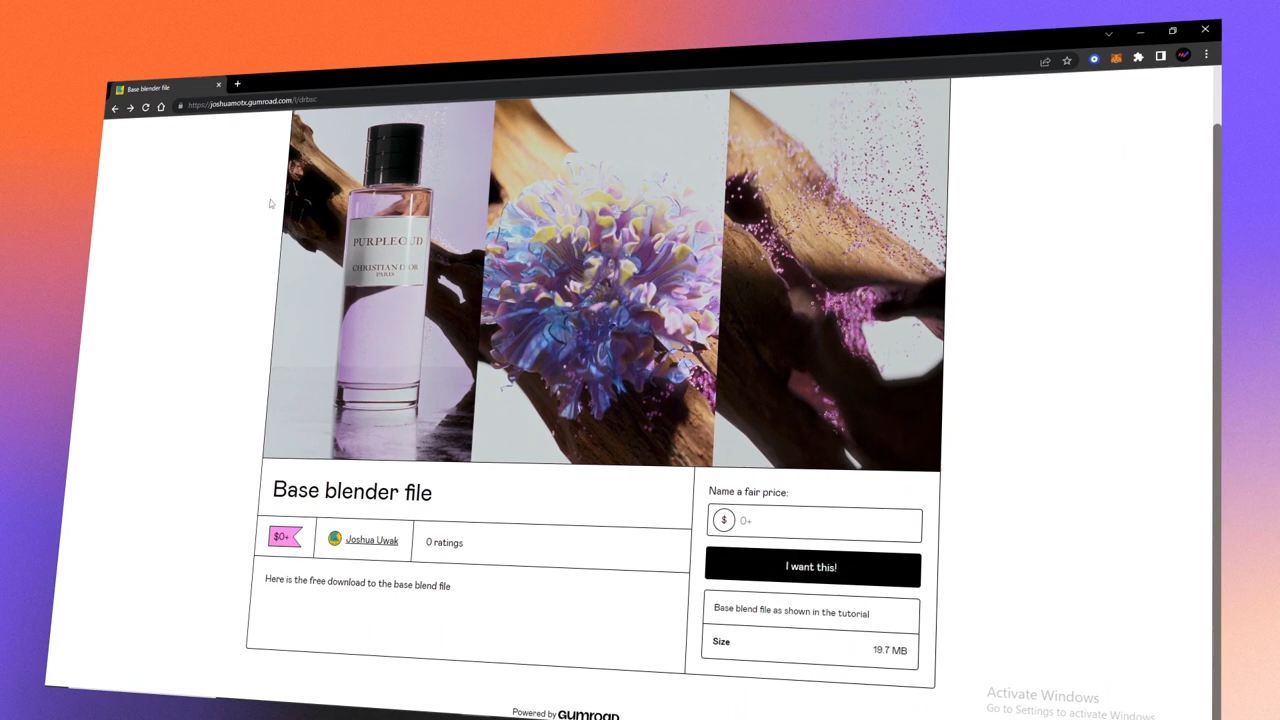 Base blender file
https://joshuamotx.gumroad.com/l/drbsc
PURPLEOUD
CHRISTIAN DIOR
PARIS
Base blender file
$0+
Joshua Uwak
0 ratings
Here is the free download to the base blend file
Name a fair price:
$ 0+
I want this!
Base blend file as shown in the tutorial
Size 19.7 MB
Powered by GUMROAD
Activate Windows
Go to Settings to activate Windows.